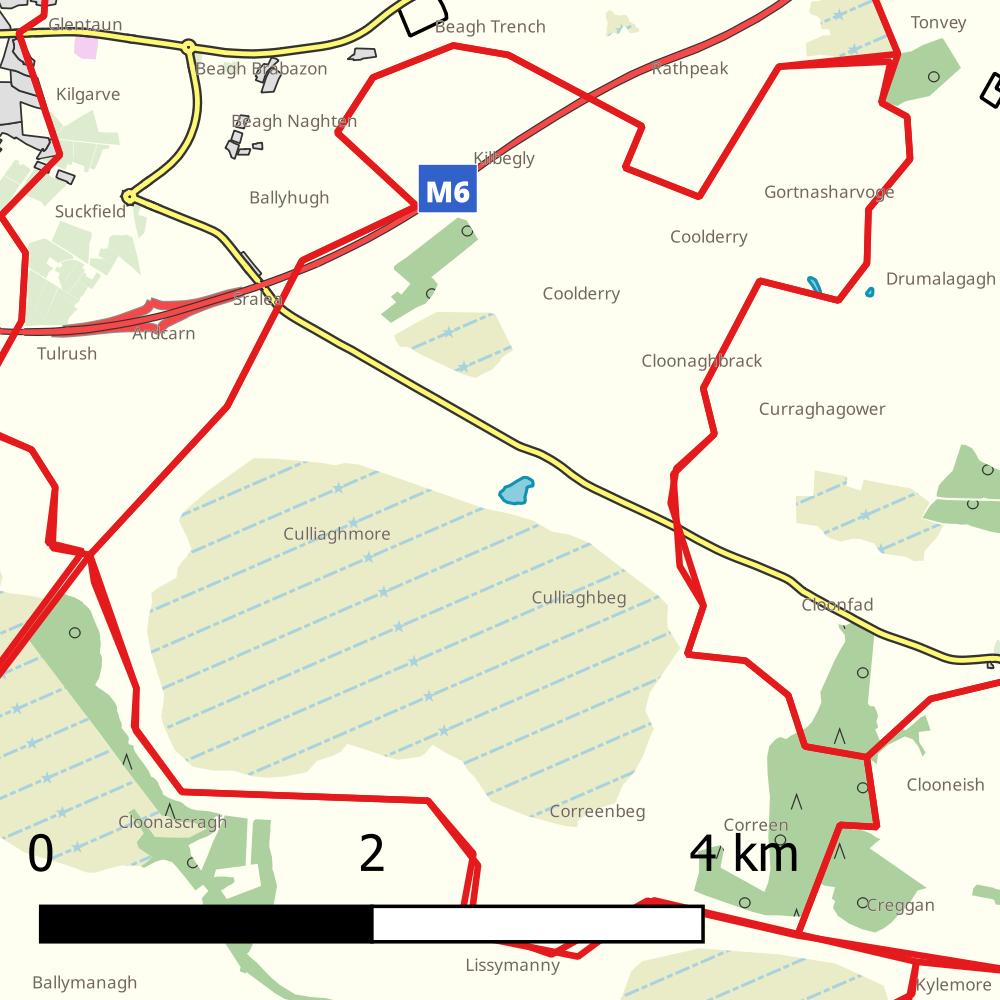 Glentaun
Beagh Trench
Tonvey
Beagh Brabazon
Rathpeak
Kilgarve
Beagh Naghten
Kilbegly
M6
Ballyhugh
Gortnasharvoge
Suckfield
Coolderry
Drumalagagh
Coolderry
Sralea
Ardcarn
Tulrush
Cloonaghbrack
Curraghagower
Culliaghmore
Culliaghbeg
Cloonfad
Clooneish
Correenbeg
Cloonascragh
Correen
0 2 4 km
Creggan
Lissymanny
Ballymanagh
Kylemore